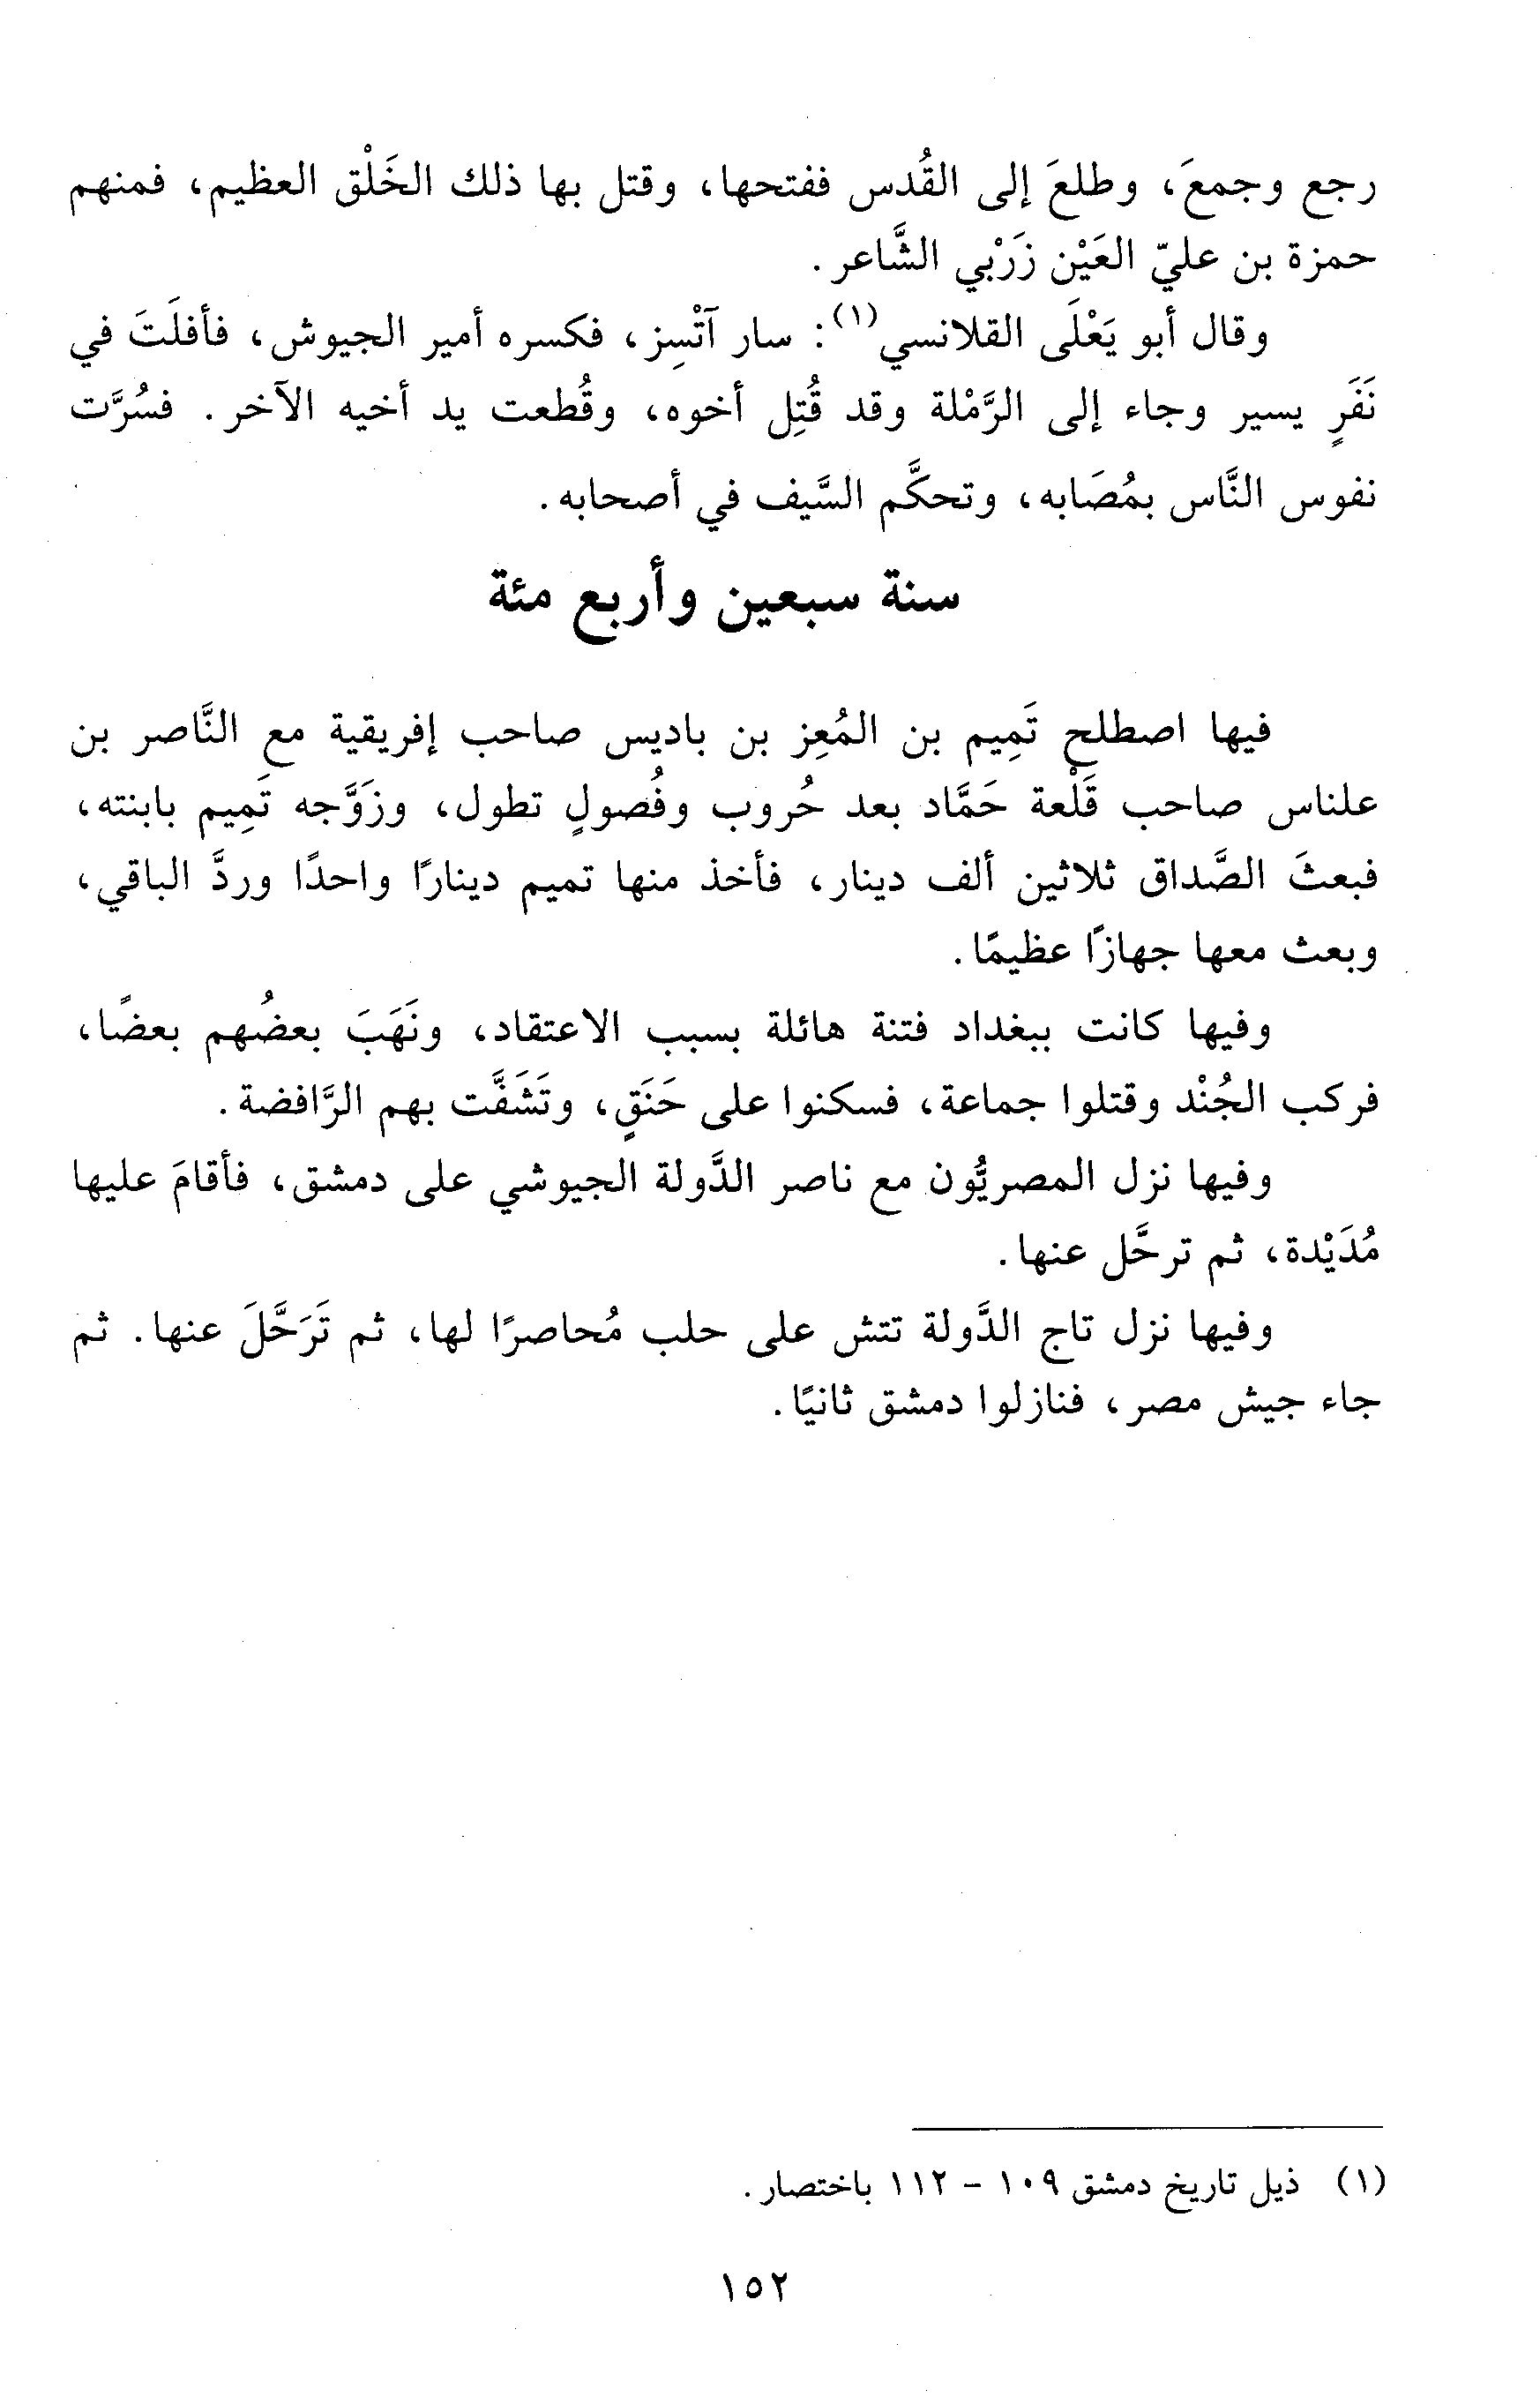 رجع وجمعَ، وطلعَ إلى القُدس ففتحها، وقتل بها ذلك الخَلْق العظيم، فمنهم
حمزة بن عليّ العَيْن زَرْبي الشَّاعر.
وقال أبو يَعْلَى القلانسي(١): سار آتْسِز، فكسره أمير الجيوش، فأفلَتَ في
نَفَرٍ يسير وجاء إلى الرَّمْلة وقد قُتِل أخوه، وقُطعت يد أخيه الآخر. فسُرَّت
نفوس النَّاس بمُصَابه، وتحكَّم السَّيف في أصحابه.
سنة سبعين وأربع مئة
فيها اصطلح تَمِيم بن المُعِز بن باديس صاحب إفريقية مع النَّاصر بن
علناس صاحب قَلْعة حَمَّاد بعد حُروب وفُصولٍ تطول، وزَوَّجه تَمِيم بابنته،
فبعثَ الصَّداق ثلاثين ألف دينار، فأخذ منها تميم دينارًا واحدًا وردَّ الباقي،
وبعث معها جهازًا عظيمًا.
وفيها كانت ببغداد فتنة هائلة بسبب الاعتقاد، ونَهَبَ بعضُهم بعضًا،
فركب الجُنْد وقتلوا جماعة، فسكنوا على حَنَقٍ، وتَشَفَّت بهم الرَّافضة.
وفيها نزل المصريُّون مع ناصر الدَّولة الجيوشي على دمشق، فأقامَ عليها
مُدَيْدة، ثم ترحَّل عنها.
وفيها نزل تاج الدَّولة تتش على حلب مُحاصرًا لها، ثم تَرَحَّلَ عنها. ثم
جاء جيش مصر، فنازلوا دمشق ثانيًا.
(١) ذيل تاريخ دمشق ١٠٩ - ١١٢ باختصار.
١٥٢